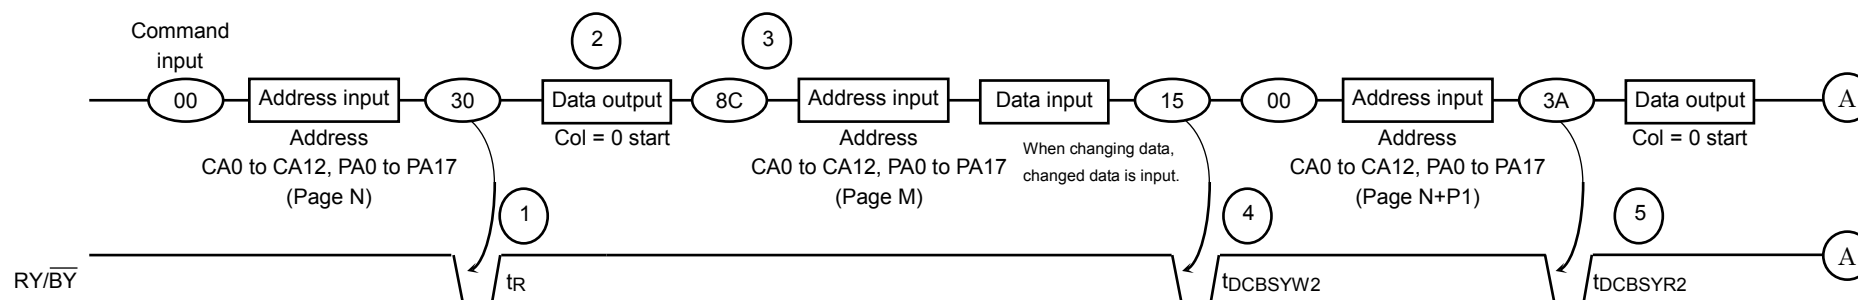 Command
input
2
3
00
Address input
30
Data output
8C
Address input
Data input
15
00
Address input
3A
Data output
A
Address
CA0 to CA12, PA0 to PA17
(Page N)
Col = 0 start
Address
CA0 to CA12, PA0 to PA17
(Page M)
When changing data,
changed data is input.
Address
CA0 to CA12, PA0 to PA17
(Page N+P1)
Col = 0 start
1
4
5
RY/BY
tR
tDCBSYW2
tDCBSYR2
A